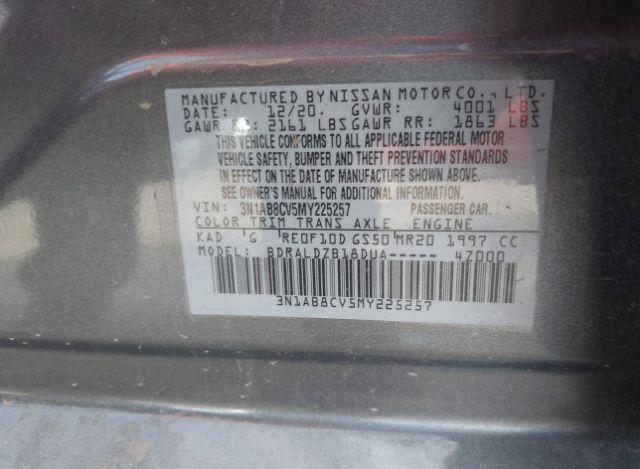 MANUFACTURED BY NISSAN MOTOR CO., LTD.
DATE: 12/20. GVWR: 4001 LBS
GAWR FR: 2161 LBS GAWR RR: 1863 LBS
THIS VEHICLE CONFORMS TO ALL APPLICABLE FEDERAL MOTOR
VEHICLE SAFETY, BUMPER AND THEFT PREVENTION STANDARDS
IN EFFECT ON THE DATE OF MANUFACTURE SHOWN ABOVE.
SEE OWNER'S MANUAL FOR ADDITIONAL INFORMATION.
VIN: 3N1AB8CV5MY225257 PASSENGER CAR.
COLOR TRIM TRANS AXLE ENGINE
KAD G RE0F10D GS50 MR20 1997 CC
MODEL: BDRALDZB18DUA----- 4Z000
3N1AB8CV5MY225257